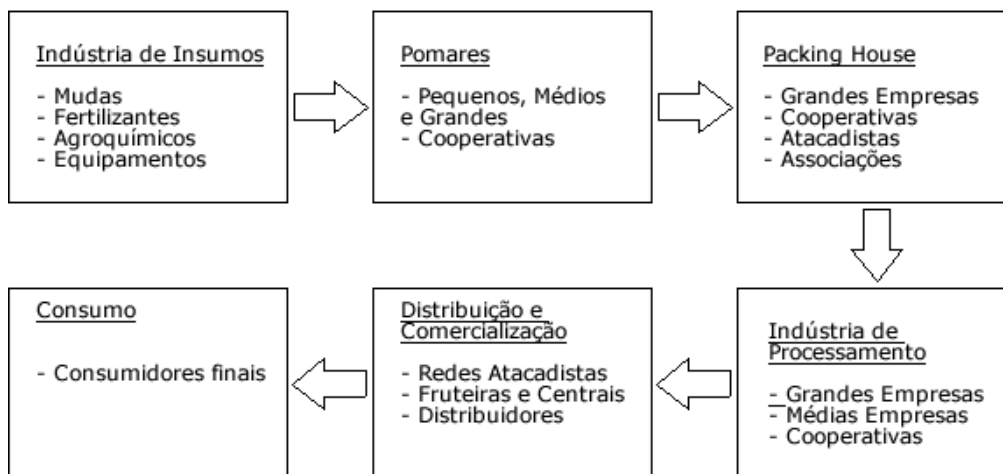 Indústria de Insumos
- Mudas
- Fertilizantes
- Agroquímicos
- Equipamentos
Pomares
- Pequenos, Médios
e Grandes
- Cooperativas
Packing House
- Grandes Empresas
- Cooperativas
- Atacadistas
- Associações
Indústria de
Processamento
- Grandes Empresas
- Médias Empresas
- Cooperativas
Distribuição e
Comercialização
- Redes Atacadistas
- Fruteiras e Centrais
- Distribuidores
Consumo
- Consumidores finais